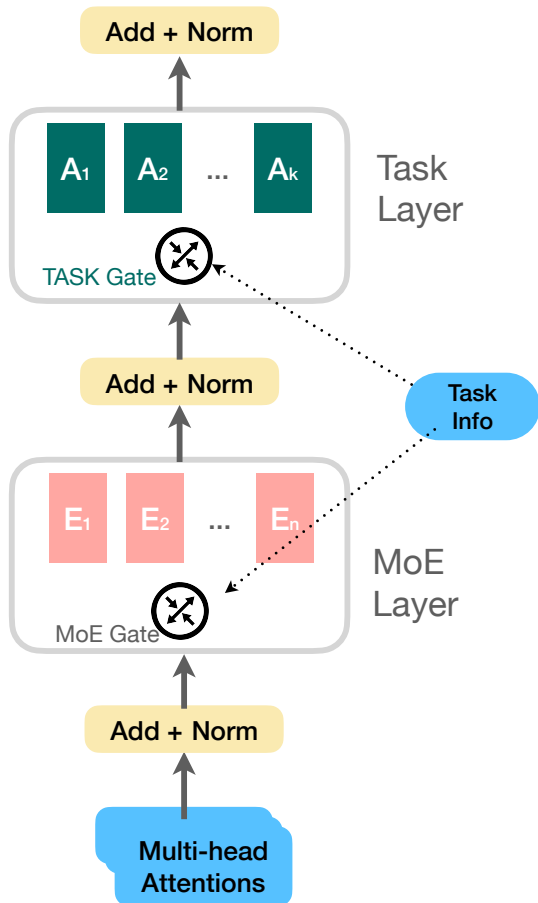 Add + Norm
A1 A2 ... Ak
Task
Layer
TASK Gate
Add + Norm
Task
Info
E1 E2 ... En
MoE
Layer
MoE Gate
Add + Norm
Multi-head
Attentions